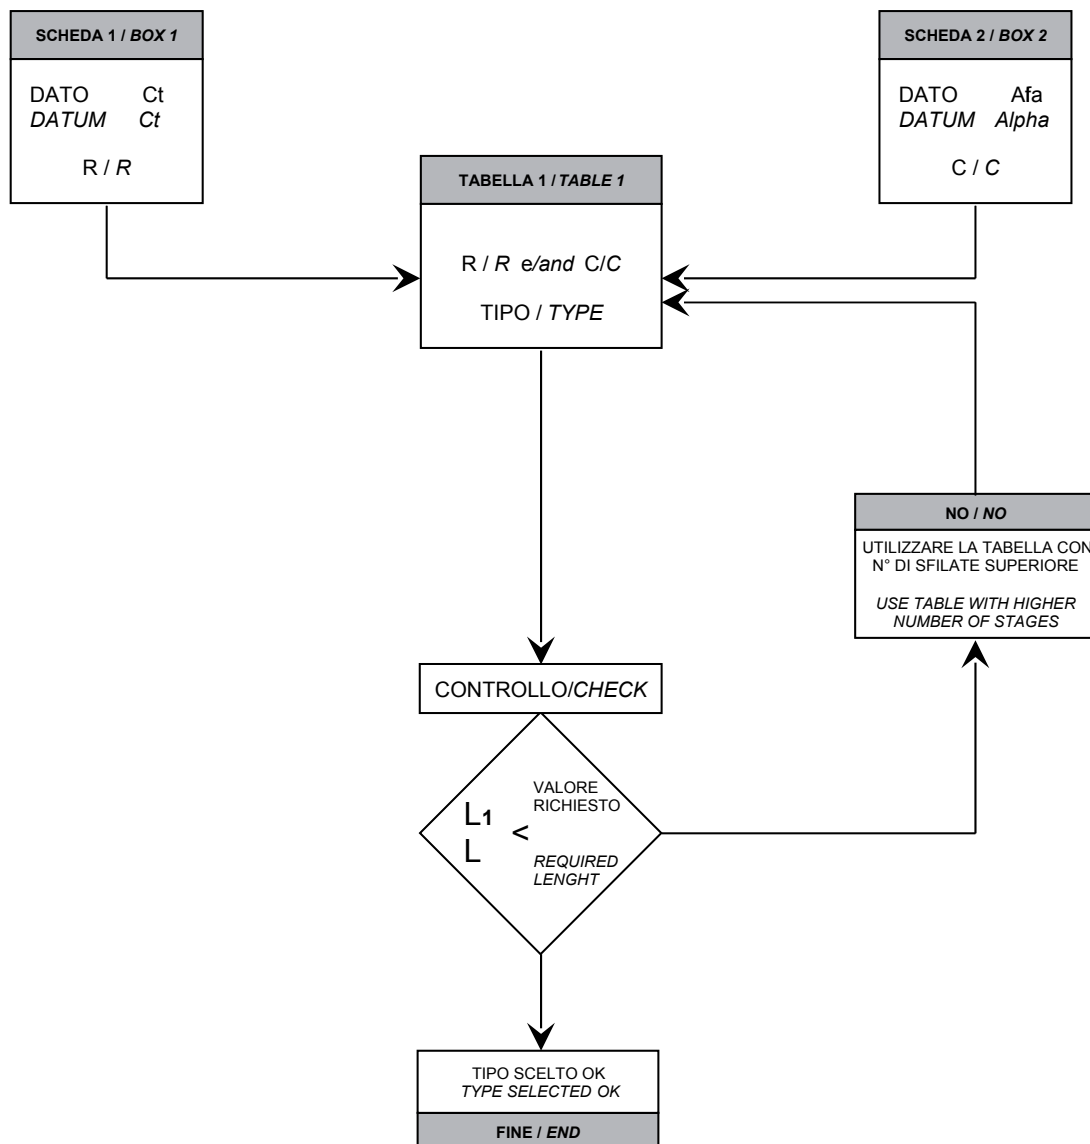 SCHEDA 1 / BOX 1
DATO Ct
DATUM Ct
R / R
SCHEDA 2 / BOX 2
DATO Afa
DATUM Alpha
C / C
TABELLA 1 / TABLE 1
R / R e/and C/C
TIPO / TYPE
NO / NO
UTILIZZARE LA TABELLA CON
N° DI SFILATE SUPERIORE
USE TABLE WITH HIGHER
NUMBER OF STAGES
CONTROLLO/CHECK
VALORE
RICHIESTO
L1
L <
REQUIRED
LENGHT
TIPO SCELTO OK
TYPE SELECTED OK
FINE / END